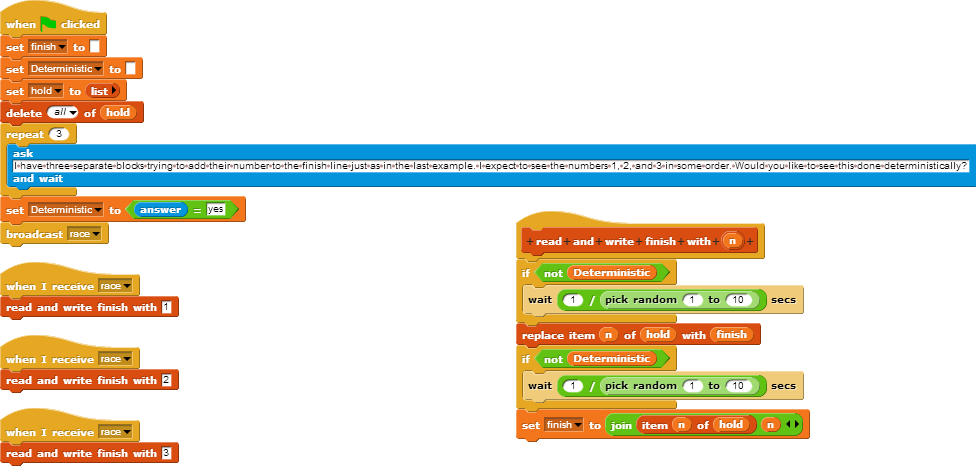 when clicked
set finish to
set Deterministic to
set hold to list
delete all of hold
repeat 3
ask
I have three separate blocks trying to add their number to the finish line just as in the last example. I expect to see the numbers 1, 2, and 3 in some order. Would you like to see this done deterministically?
and wait
set Deterministic to answer = yes
broadcast race
when I receive race
read and write finish with 1
when I receive race
read and write finish with 2
when I receive race
read and write finish with 3
+ read + and + write + finish + with + n +
if not Deterministic
wait 1 / pick random 1 to 10 secs
replace item n of hold with finish
if not Deterministic
wait 1 / pick random 1 to 10 secs
set finish to join item n of hold n